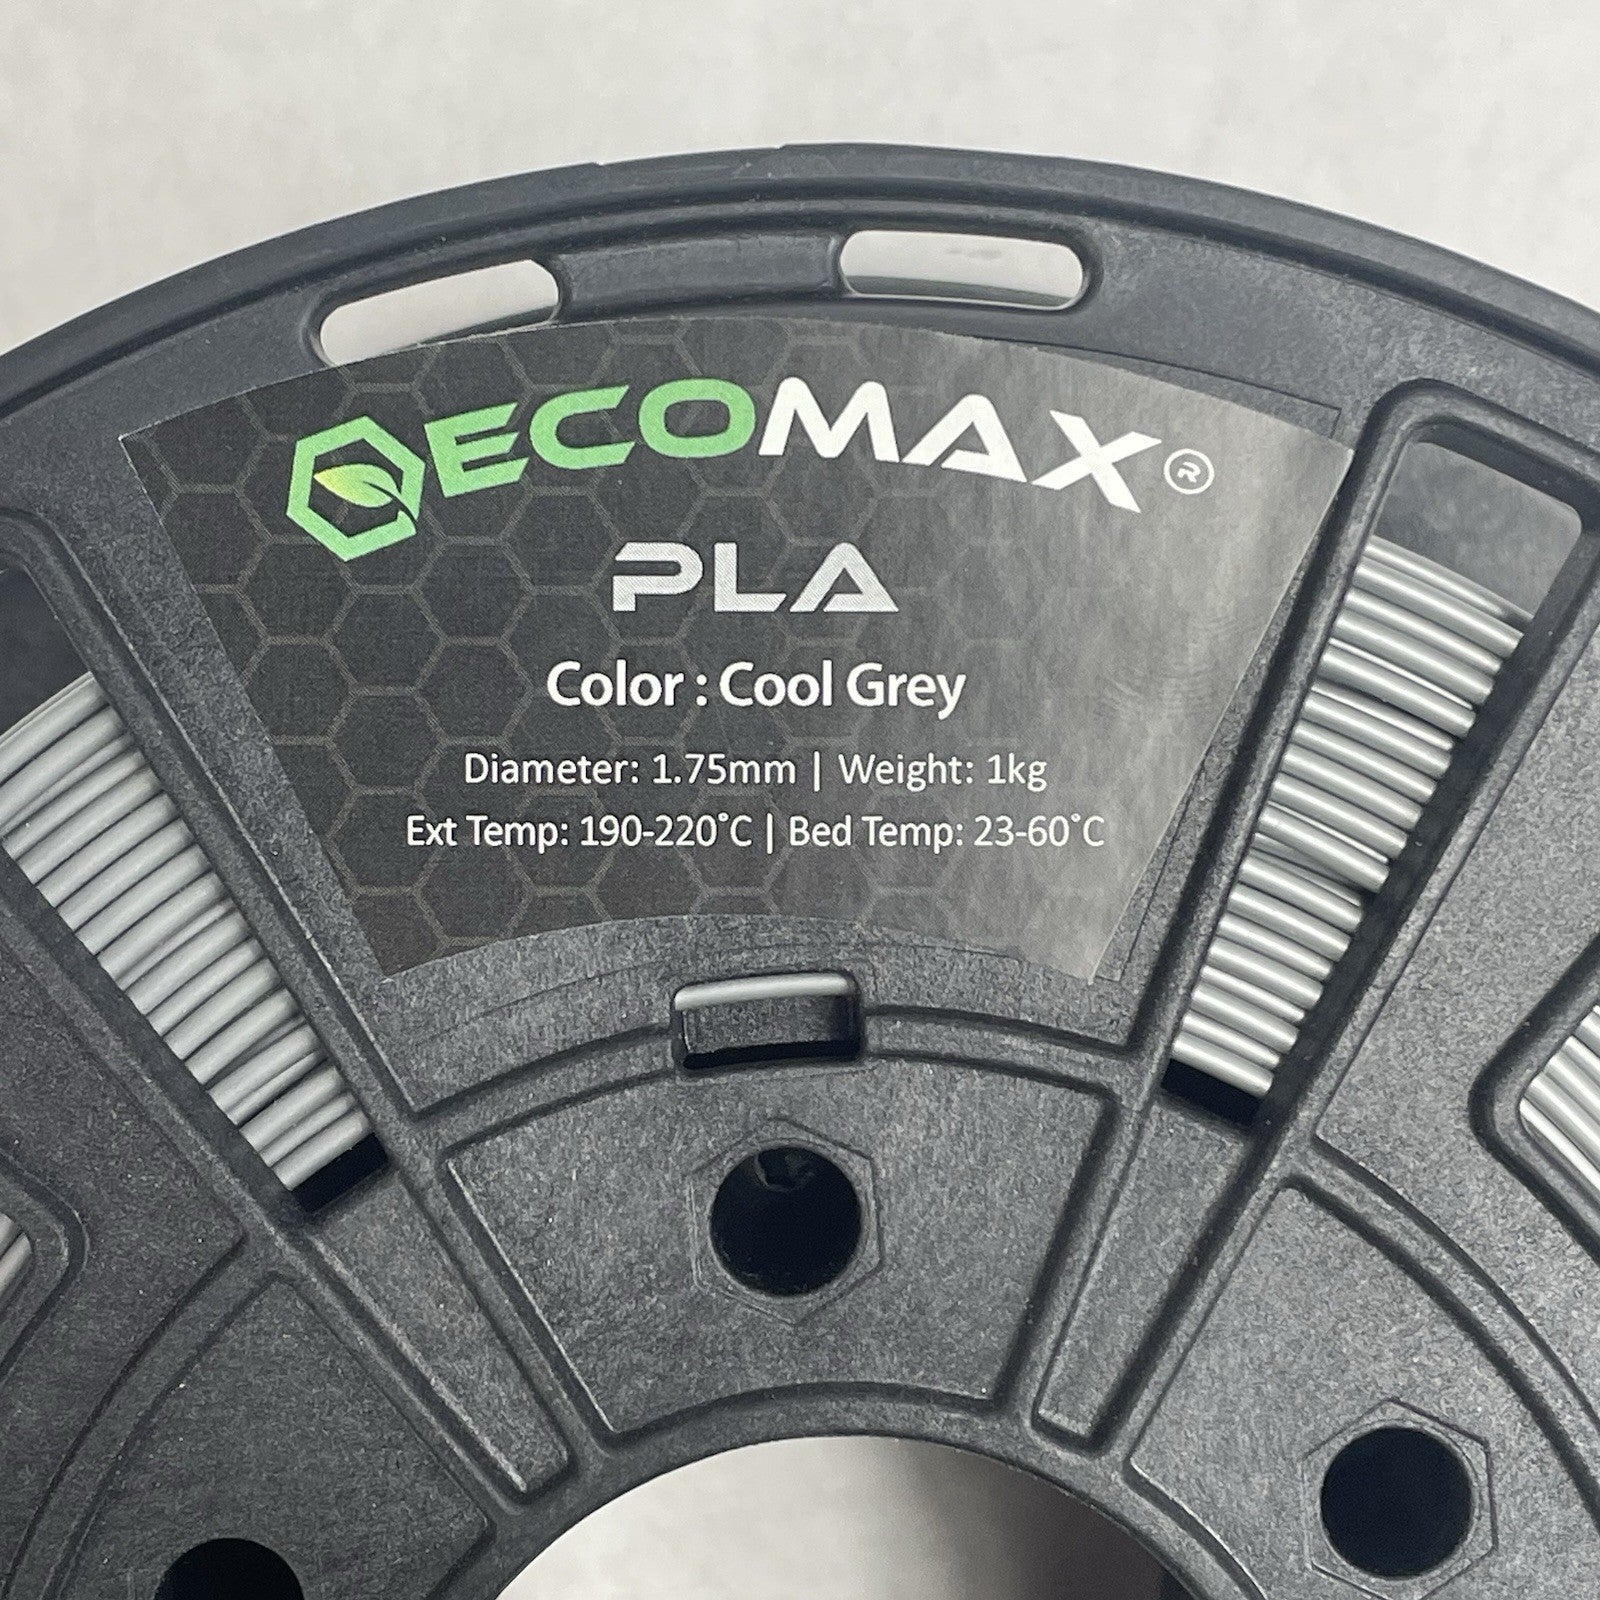 ECOMAX®
PLA
Color : Cool Grey
Diameter: 1.75mm | Weight: 1kg
Ext Temp: 190-220˚C | Bed Temp: 23-60˚C